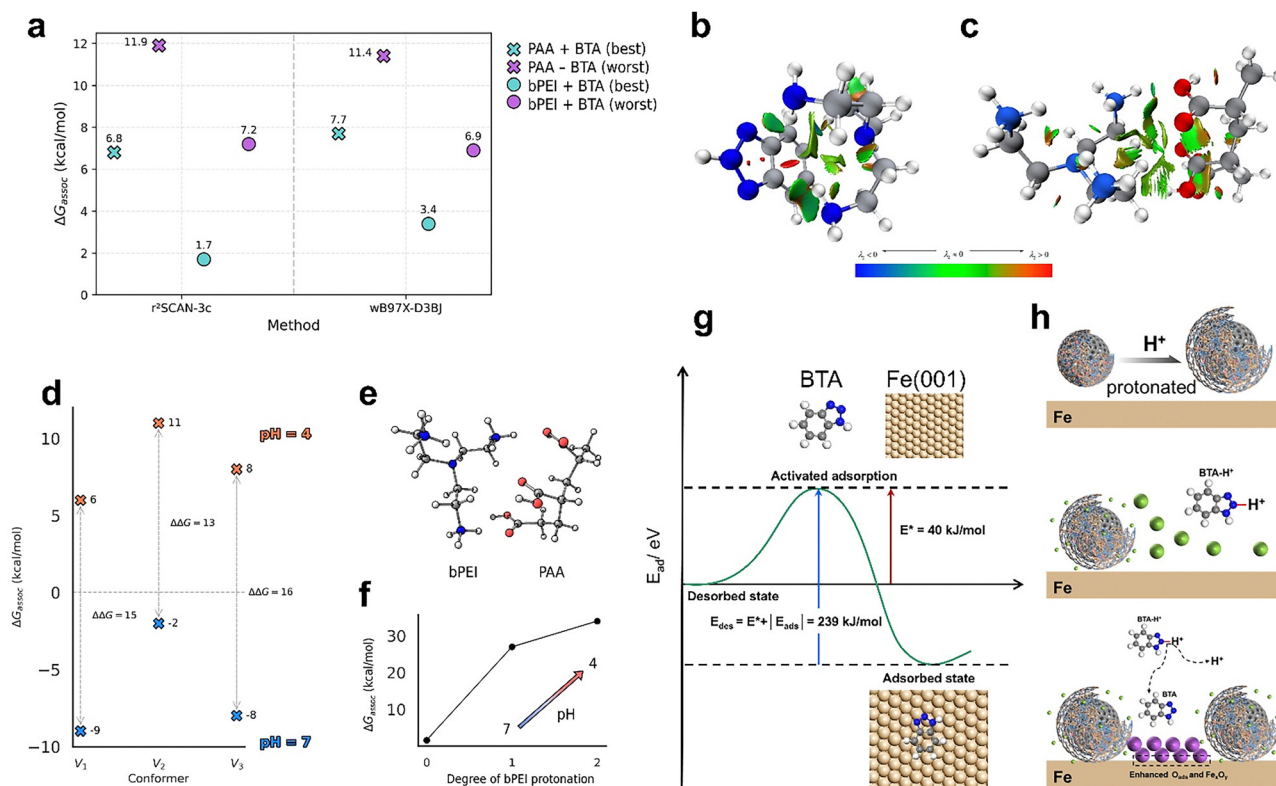 a
12
10
8
6
4
2
0
ΔG_assoc (kcal/mol)
11.9
11.4
6.8
7.2
7.7
6.9
1.7
3.4
r²SCAN-3c
wB97X-D3BJ
Method
PAA + BTA (best)
PAA − BTA (worst)
bPEI + BTA (best)
bPEI + BTA (worst)
b
c
λ₂ < 0
λ₂ ≈ 0
λ₂ > 0
d
ΔG_assoc (kcal/mol)
10
5
0
−5
−10
6
11
8
pH = 4
ΔΔG = 13
ΔΔG = 15
ΔΔG = 16
-9
-2
-8
pH = 7
V₁
V₂
V₃
Conformer
e
bPEI
PAA
f
ΔG_assoc (kcal/mol)
30
20
10
7
pH
4
0
1
2
Degree of bPEI protonation
g
BTA
Fe(001)
E_ad/ eV
Activated adsorption
E* = 40 kJ/mol
Desorbed state
E_des = E*+│E_ads│= 239 kJ/mol
Adsorbed state
h
H⁺
protonated
Fe
BTA-H⁺
H⁺
Fe
BTA-H⁺
H⁺
H⁺
BTA
Fe
Enhanced O_ads and Fe_xO_y